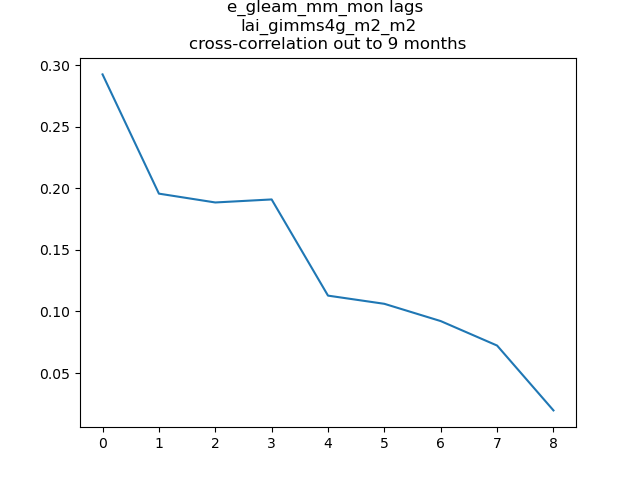 e_gleam_mm_mon lags
lai_gimms4g_m2_m2
cross-correlation out to 9 months
0.30
0.25
0.20
0.15
0.10
0.05
0 1 2 3 4 5 6 7 8